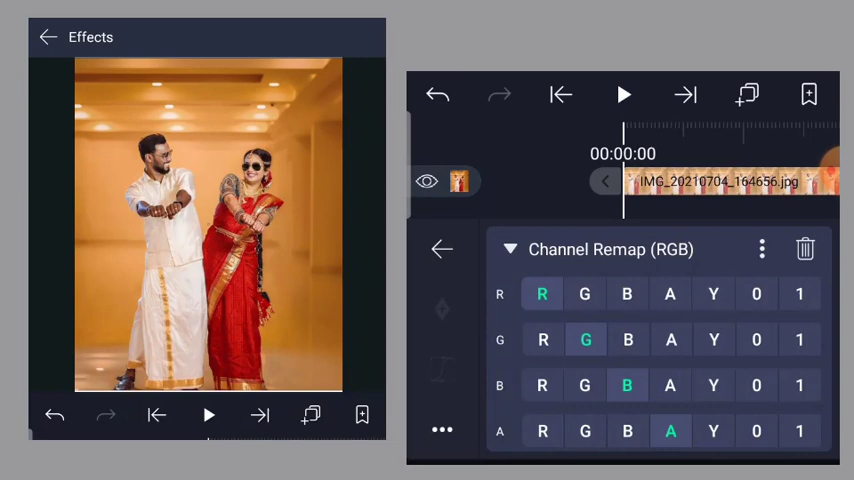 Effects
00:00:00
IMG_20210704_164656.jpg
Channel Remap (RGB)
R R G B A Y 0 1
G R G B A Y 0 1
B R G B A Y 0 1
A R G B A Y 0 1